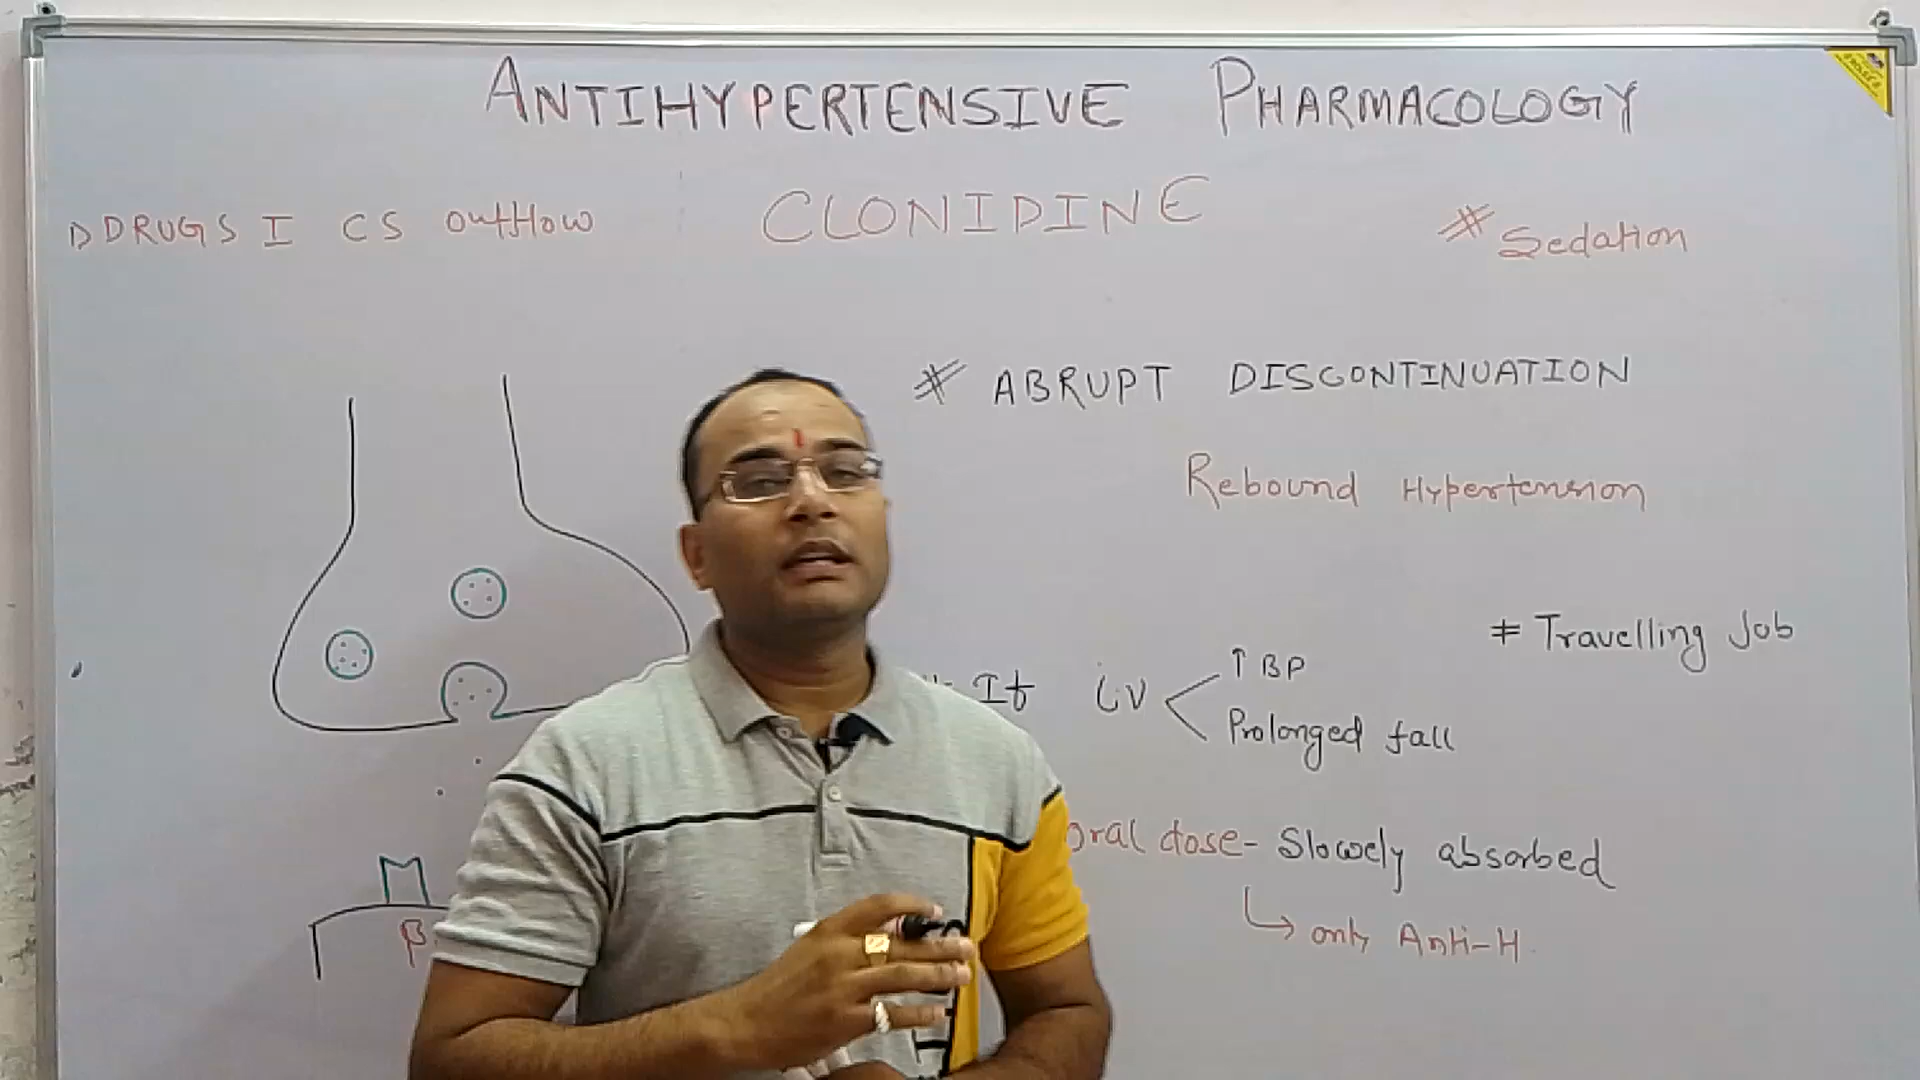 ANTIHYPERTENSIVE PHARMACOLOGY
DRUGS I CS outflow
CLONIDINE
# Sedation
# ABRUPT DISCONTINUATION
Rebound Hypertension
# Travelling Job
If iv
↑ BP
Prolonged fall
oral dose- Slowely absorbed
only Anti-H.
β